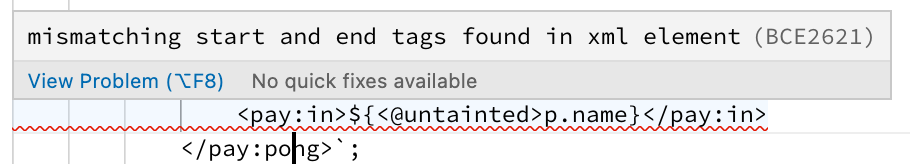 mismatching start and end tags found in xml element (BCE2621)
View Problem (⌥F8) No quick fixes available
<pay:in>${<@untainted>p.name}</pay:in>
</pay:pong>`;